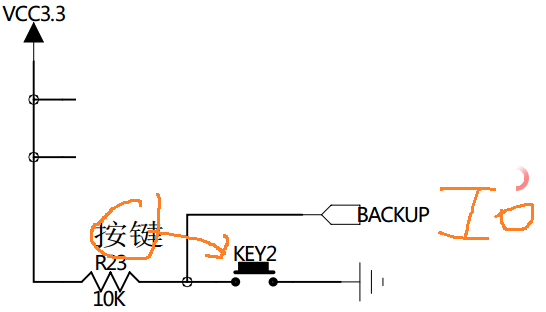 VCC3.3
BACKUP IO
按键
R23
KEY2
10K